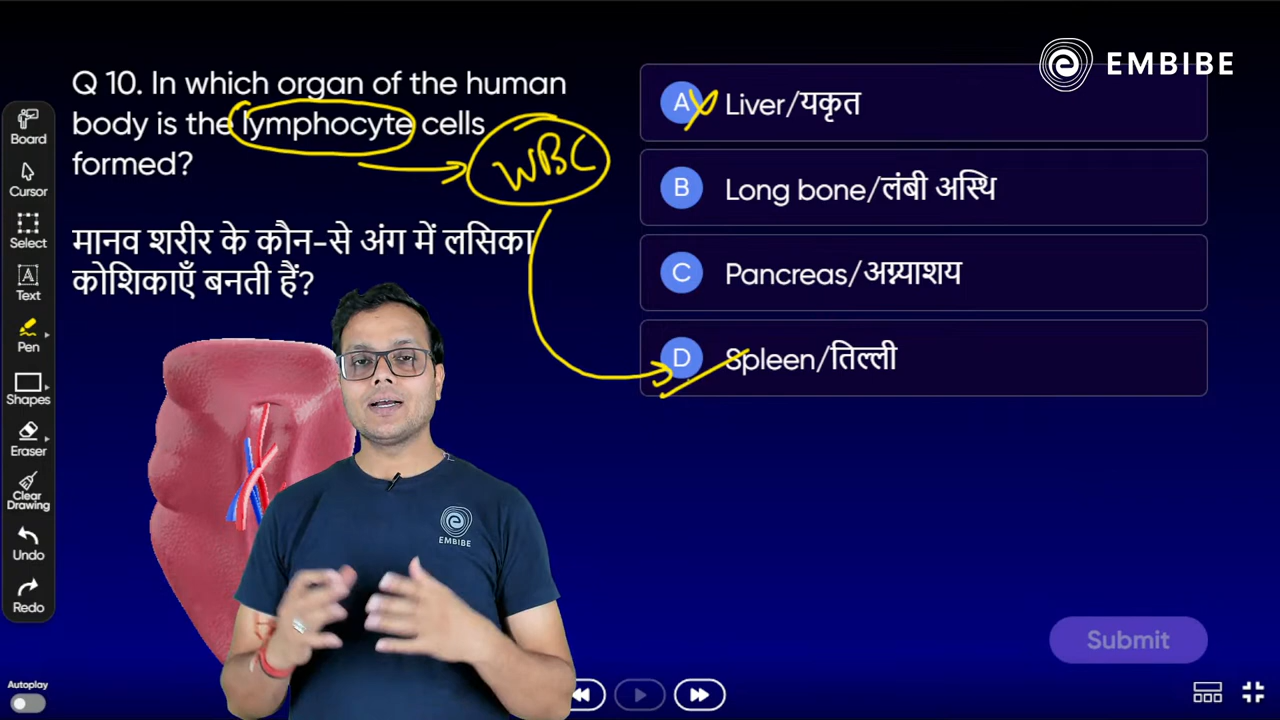 EMBIBE
Q 10. In which organ of the human
body is the lymphocyte cells
formed?
WBC
मानव शरीर के कौन-से अंग में लसिका
कोशिकाएँ बनती हैं?
A Liver/यकृत
B Long bone/लंबी अस्थि
C Pancreas/अग्न्याशय
D Spleen/तिल्ली
Board
Cursor
Select
A
Text
Pen
Shapes
Eraser
Clear
Drawing
Undo
Redo
EMBIBE
Submit
Autoplay